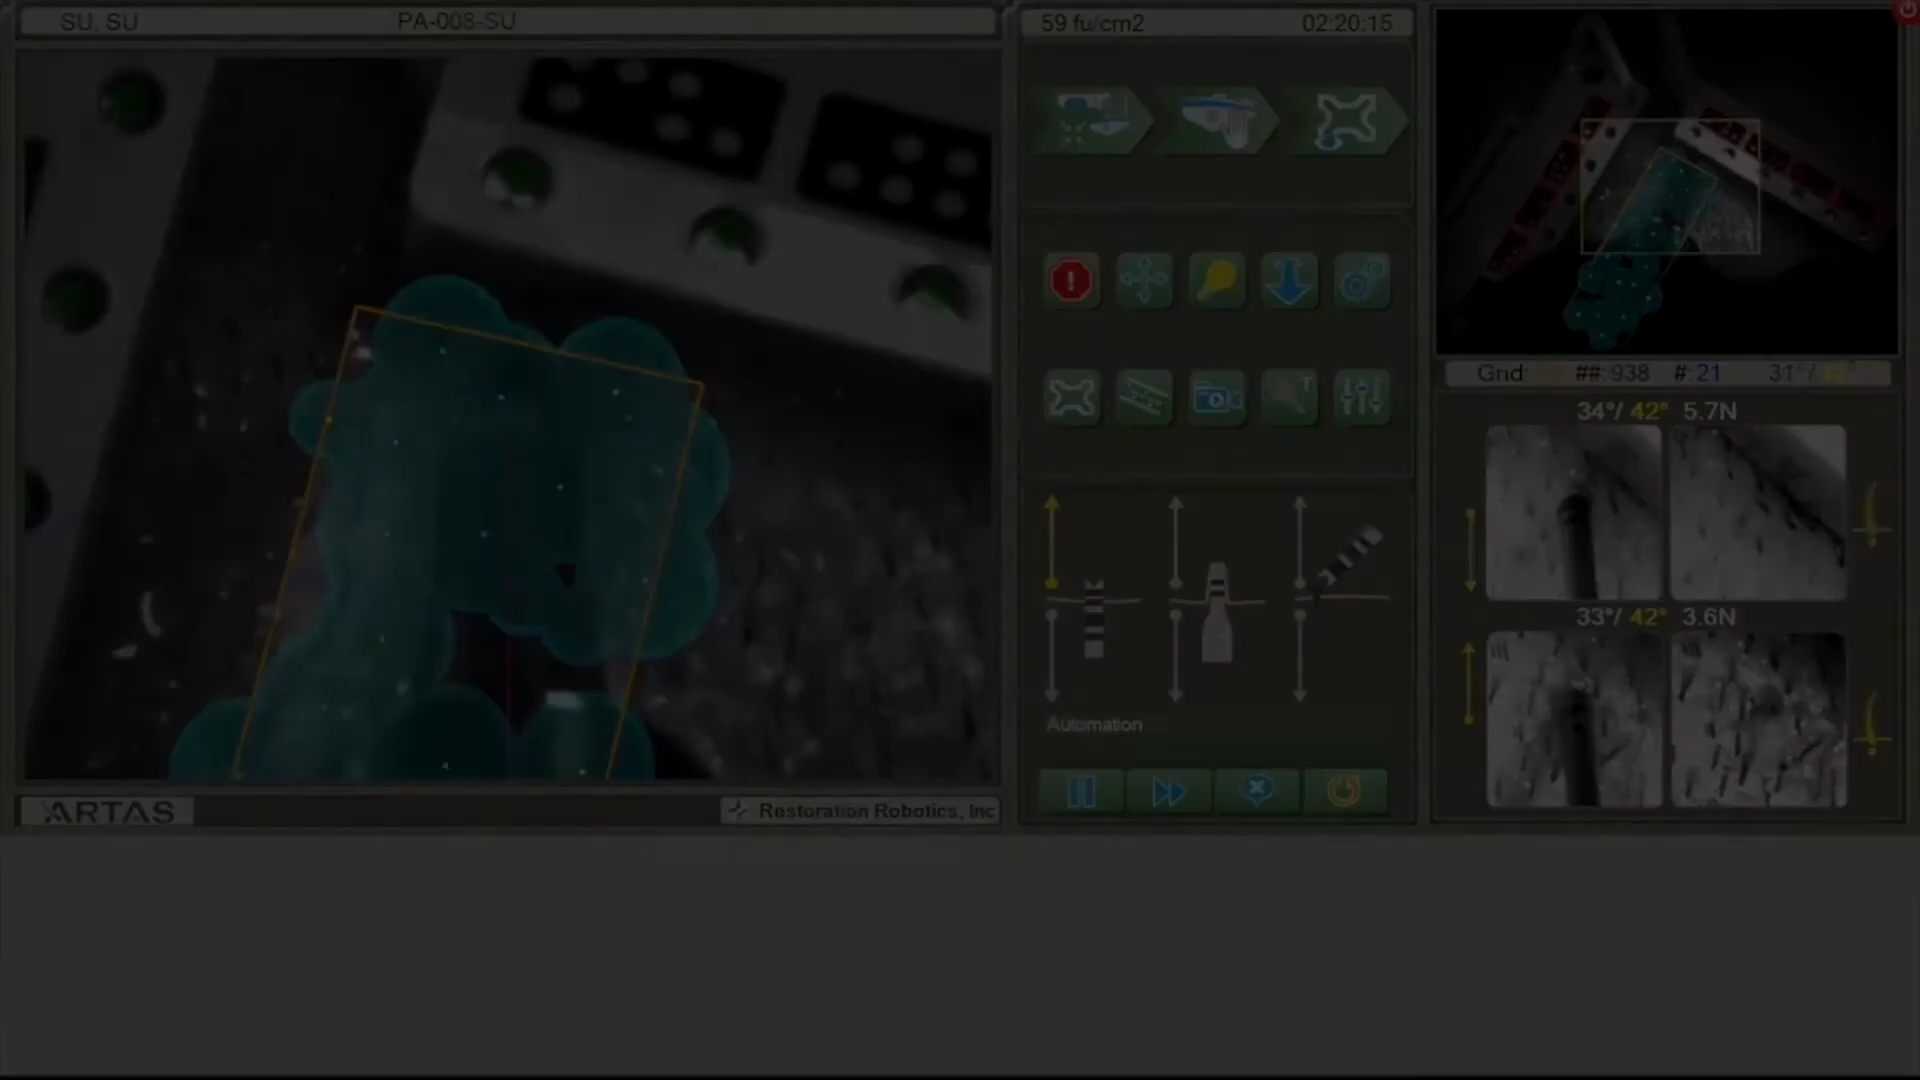 SU, SU
PA-008-SU
59 fu/cm2
02:20:15
Grid: ##:938 #:21
34°/ 42° 5.7N
33°/ 42° 3.6N
T
Automation
ARTAS
Restoration Robotics, Inc